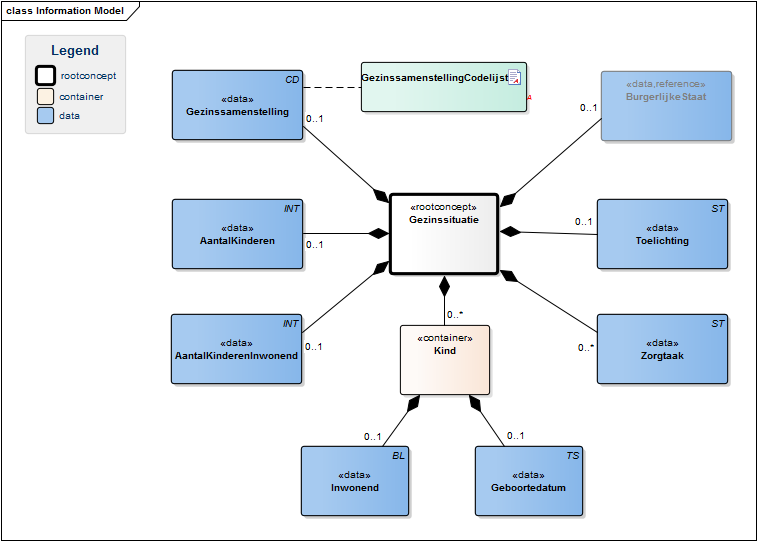 class Information Model
Legend
rootconcept
container
data
CD
«data»
Gezinssamenstelling
0..1
GezinssamenstellingCodelijst
A
«data,reference»
BurgerlijkeStaat
0..1
INT
«data»
AantalKinderen
0..1
«rootconcept»
Gezinssituatie
ST
«data»
Toelichting
0..1
INT
«data»
AantalKinderenInwonend
0..1
0..*
«container»
Kind
ST
«data»
Zorgtaak
0..*
0..1
BL
«data»
Inwonend
0..1
TS
«data»
Geboortedatum